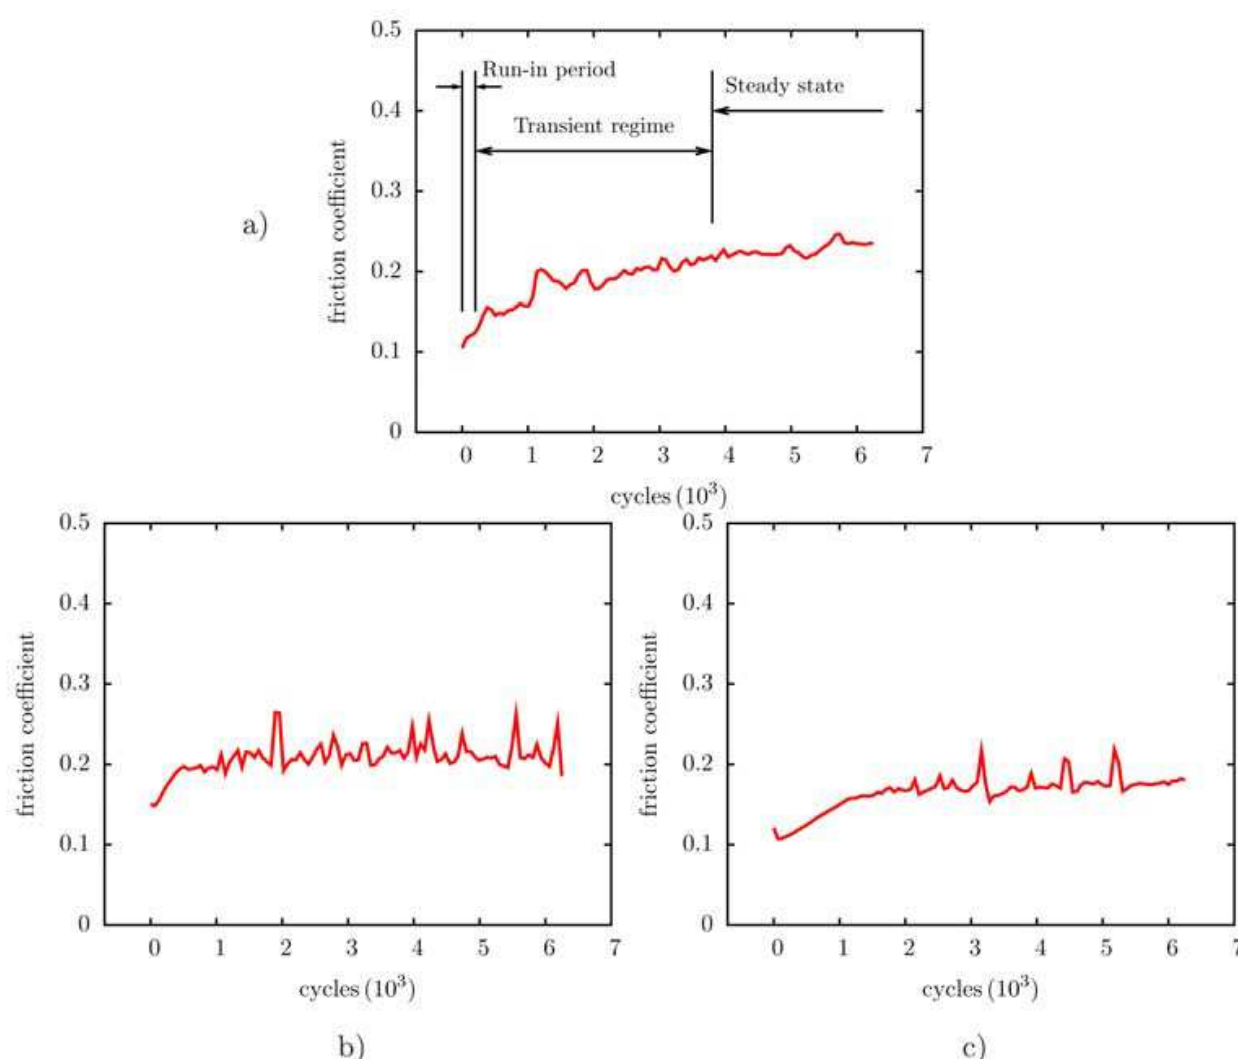 0.5
Run-in period
Steady state
0.4
Transient regime
0.3
friction coefficient
a)
0.2
0.1
0
0 1 2 3 4 5 6 7
cycles (10³)
0.5
0.4
0.3
friction coefficient
0.2
0.1
0
0 1 2 3 4 5 6 7
cycles (10³)
b)
0.5
0.4
0.3
friction coefficient
0.2
0.1
0
0 1 2 3 4 5 6 7
cycles (10³)
c)